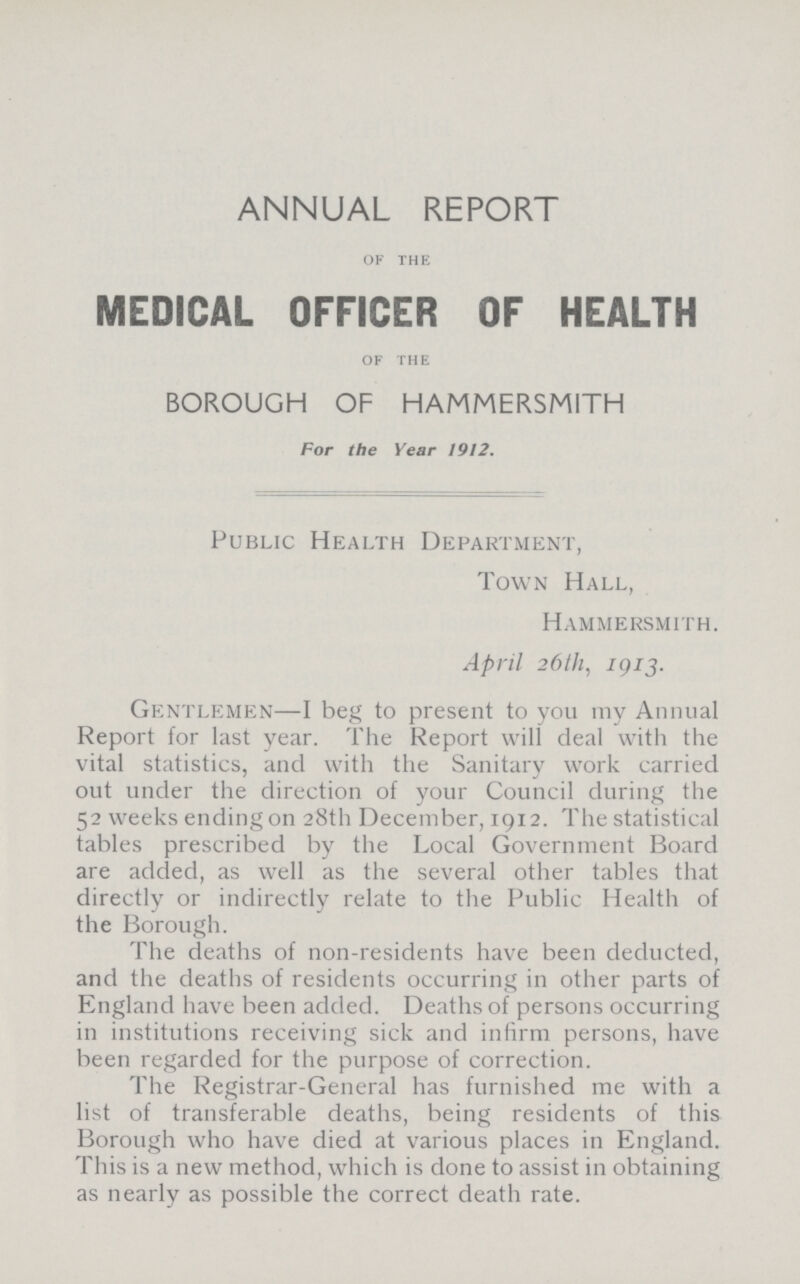 ANNUAL REPORT
OF THE
MEDICAL OFFICER OF HEALTH
OF THE
BOROUGH OF HAMMERSMITH
For the Year 1912.
PUBLIC HEALTH DEPARTMENT,
TOWN HALL,
HAMMERSMITH.
April 26th, 1913.
GENTLEMEN—I beg to present to you my Annual
Report for last year. The Report will deal with the
vital statistics, and with the Sanitary work carried
out under the direction of your Council during the
52 weeks ending on 28th December, 1912. The statistical
tables prescribed by the Local Government Board
are added, as well as the several other tables that
directly or indirectly relate to the Public Health of
the Borough.
The deaths of non-residents have been deducted,
and the deaths of residents occurring in other parts of
England have been added. Deaths of persons occurring
in institutions receiving sick and infirm persons, have
been regarded for the purpose of correction.
The Registrar-General has furnished me with a
list of transferable deaths, being residents of this
Borough who have died at various places in England.
This is a new method, which is done to assist in obtaining
as nearly as possible the correct death rate.